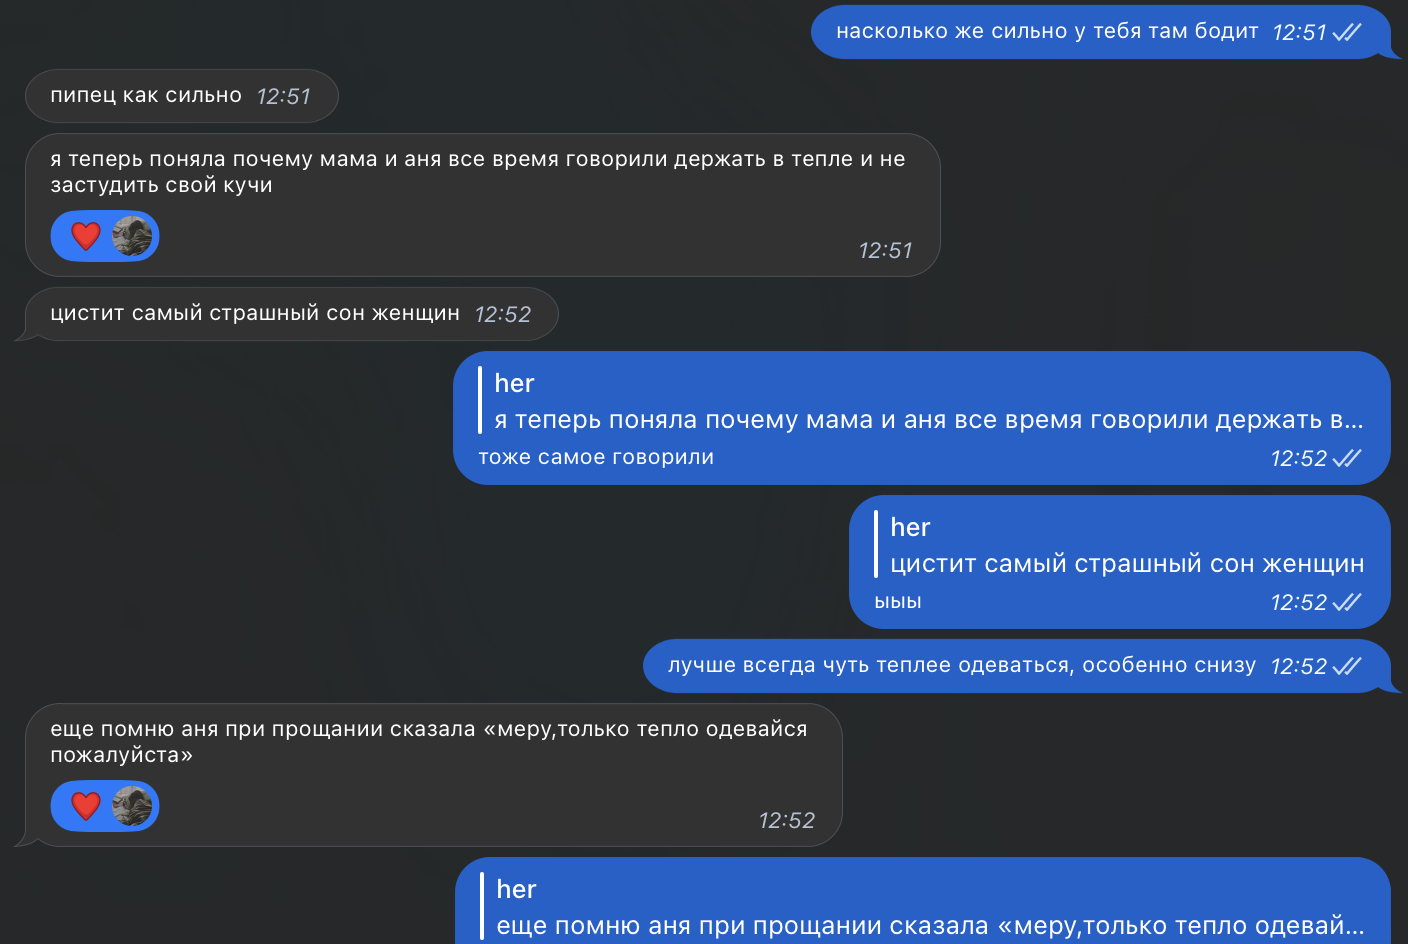 насколько же сильно у тебя там бодит 12:51
пипец как сильно 12:51
я теперь поняла почему мама и аня все время говорили держать в тепле и не
застудить свой кучи
12:51
цистит самый страшный сон женщин 12:52
her
я теперь поняла почему мама и аня все время говорили держать в...
тоже самое говорили 12:52
her
цистит самый страшный сон женщин
ыыы 12:52
лучше всегда чуть теплее одеваться, особенно снизу 12:52
еще помню аня при прощании сказала «меру,только тепло одевайся
пожалуйста»
12:52
her
еще помню аня при прощании сказала «меру,только тепло одевай...